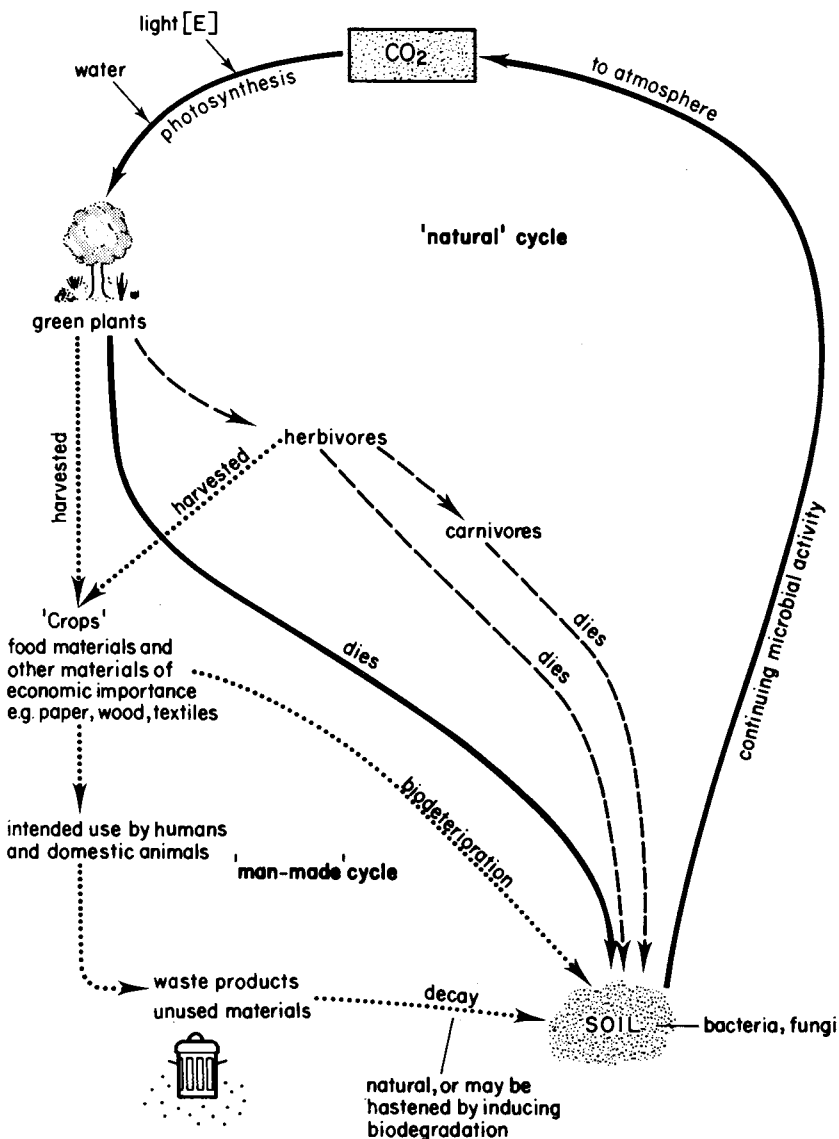 light [E]
CO2
water
photosynthesis
to atmosphere
'natural' cycle
green plants
harvested
herbivores
harvested
carnivores
'Crops'
food materials and
other materials of
economic importance
e.g. paper, wood, textiles
dies
dies
dies
continuing microbial activity
biodeterioration
intended use by humans
and domestic animals
'man-made' cycle
waste products
unused materials
decay
SOIL
bacteria, fungi
natural, or may be
hastened by inducing
biodegradation